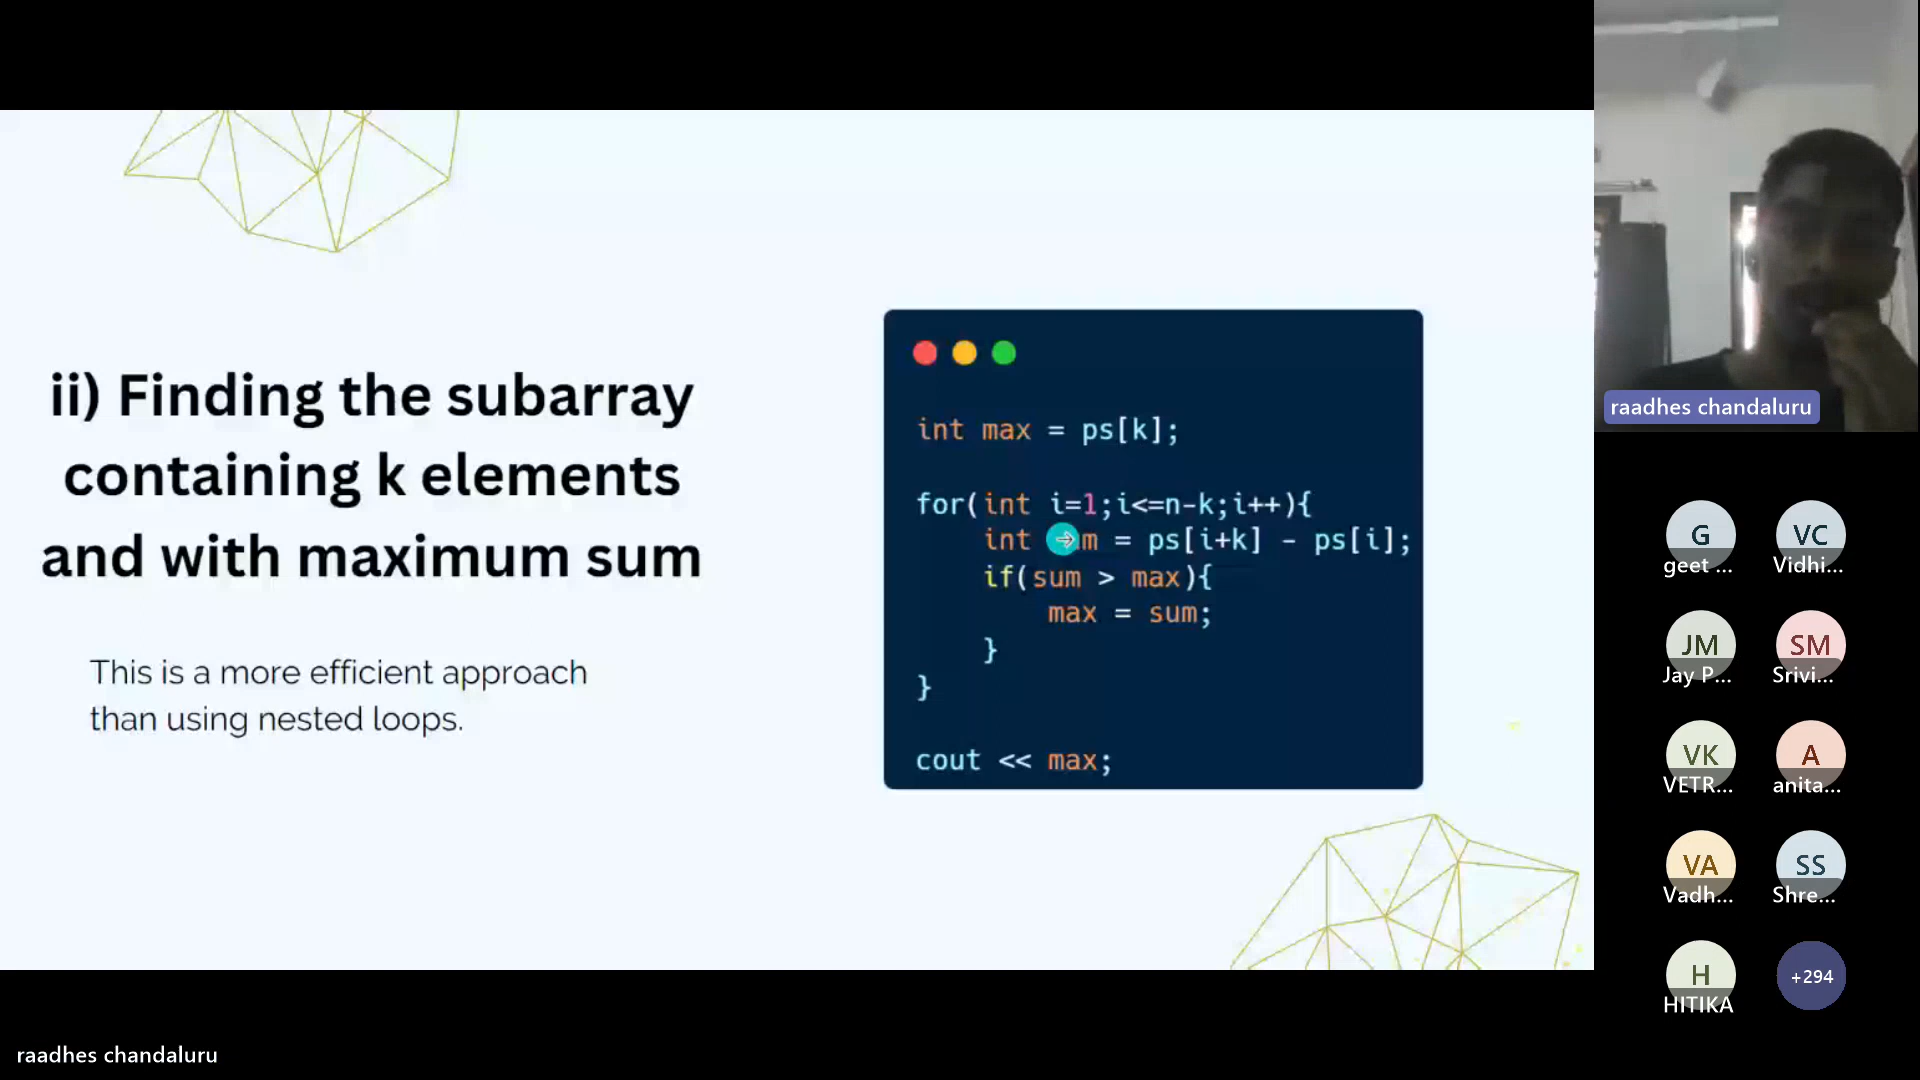 ii) Finding the subarray
containing k elements
and with maximum sum
This is a more efficient approach
than using nested loops.
int max = ps[k];
for(int i=1;i<=n-k;i++){
int m = ps[i+k] - ps[i];
if(sum > max){
max = sum;
}
}
cout << max;
raadhes chandaluru
G
geet ...
VC
Vidhi...
JM
Jay P...
SM
Srivi...
VK
VETR...
A
anita...
VA
Vadh...
SS
Shre...
H
HITIKA
+294
raadhes chandaluru